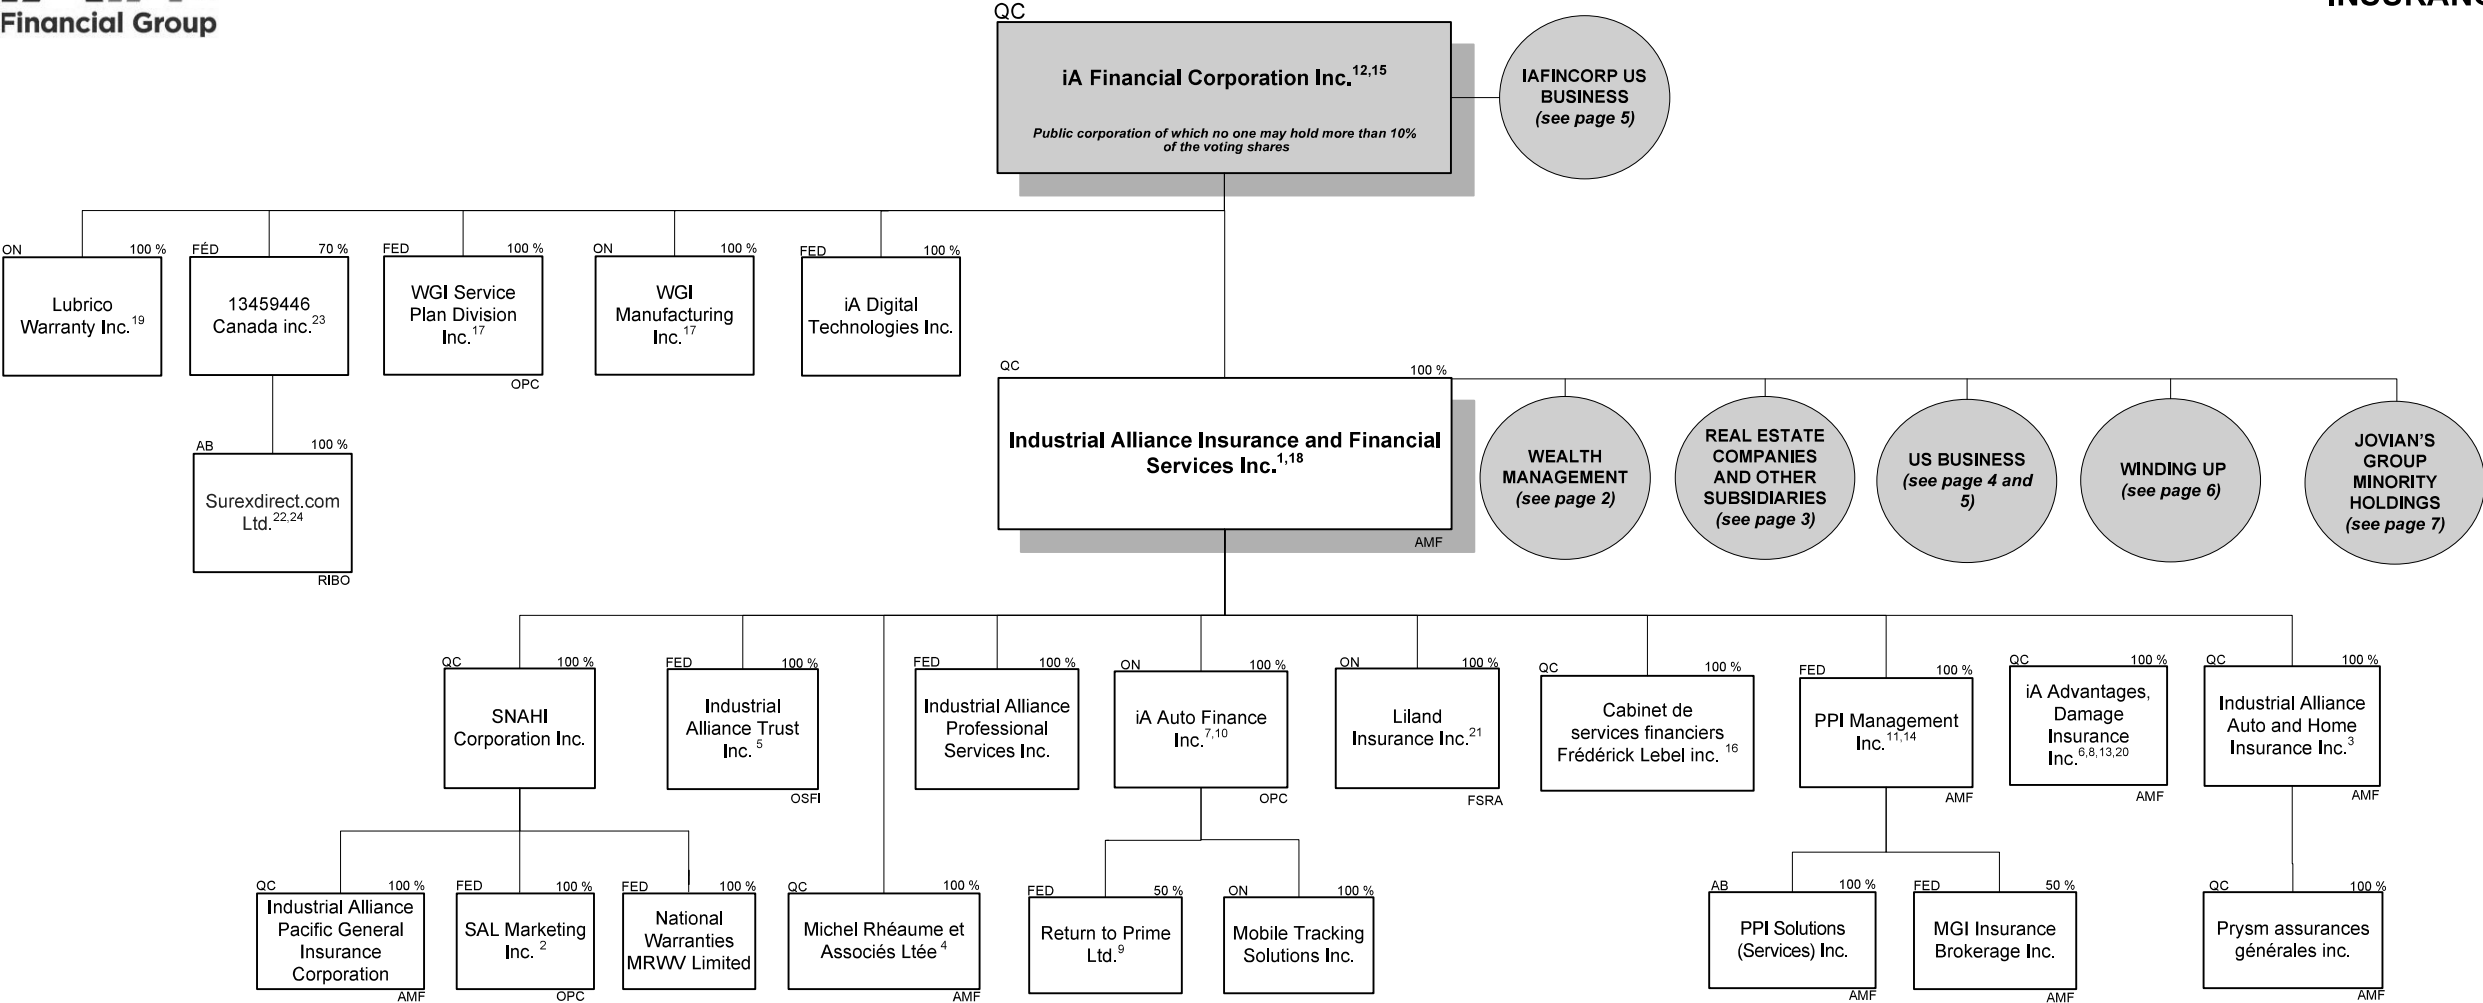 Financial Group
QC
iA Financial Corporation Inc.12,15
Public corporation of which no one may hold more than 10%
of the voting shares
IAFINCORP US
BUSINESS
(see page 5)
ON 100 %
Lubrico
Warranty Inc.19
FÉD 70 %
13459446
Canada inc.23
FED 100 %
WGI Service
Plan Division
Inc.17
OPC
ON 100 %
WGI
Manufacturing
Inc.17
FED 100 %
iA Digital
Technologies Inc.
AB 100 %
Surexdirect.com
Ltd.22,24
RIBO
QC 100 %
Industrial Alliance Insurance and Financial
Services Inc.1,18
AMF
WEALTH
MANAGEMENT
(see page 2)
REAL ESTATE
COMPANIES
AND OTHER
SUBSIDIARIES
(see page 3)
US BUSINESS
(see page 4 and
5)
WINDING UP
(see page 6)
JOVIAN'S
GROUP
MINORITY
HOLDINGS
(see page 7)
QC 100 %
SNAHI
Corporation Inc.
FED 100 %
Industrial
Alliance Trust
Inc. 5
OSFI
FED 100 %
Industrial Alliance
Professional
Services Inc.
ON 100 %
iA Auto Finance
Inc.7,10
OPC
ON 100 %
Liland
Insurance Inc.21
FSRA
QC 100 %
Cabinet de
services financiers
Frédérick Lebel inc. 16
FED 100 %
PPI Management
Inc.11,14
AMF
QC 100 %
iA Advantages,
Damage
Insurance
Inc.6,8,13,20
AMF
QC 100 %
Industrial Alliance
Auto and Home
Insurance Inc.3
AMF
QC 100 %
Industrial Alliance
Pacific General
Insurance
Corporation
AMF
FED 100 %
SAL Marketing
Inc. 2
OPC
FED 100 %
National
Warranties
MRWV Limited
QC 100 %
Michel Rhéaume et
Associés Ltée 4
AMF
FED 50 %
Return to Prime
Ltd.9
ON 100 %
Mobile Tracking
Solutions Inc.
AB 100 %
PPI Solutions
(Services) Inc.
AMF
FED 50 %
MGI Insurance
Brokerage Inc.
AMF
QC 100 %
Prysm assurances
générales inc.
AMF